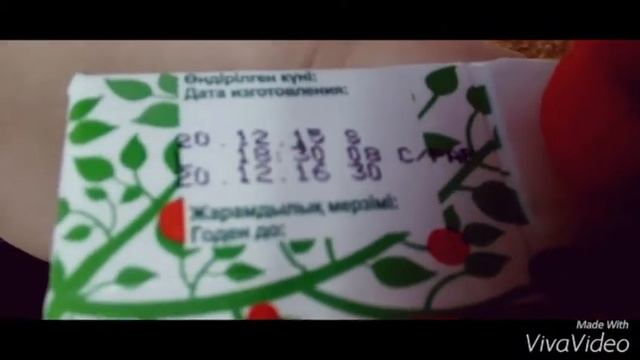 Өндірілген күні:
Дата изготовления:
20 . 12 . 15
20 . 12 . 16 30
Жарамдылық мерзімі:
Годен до:
Made With
VivaVideo